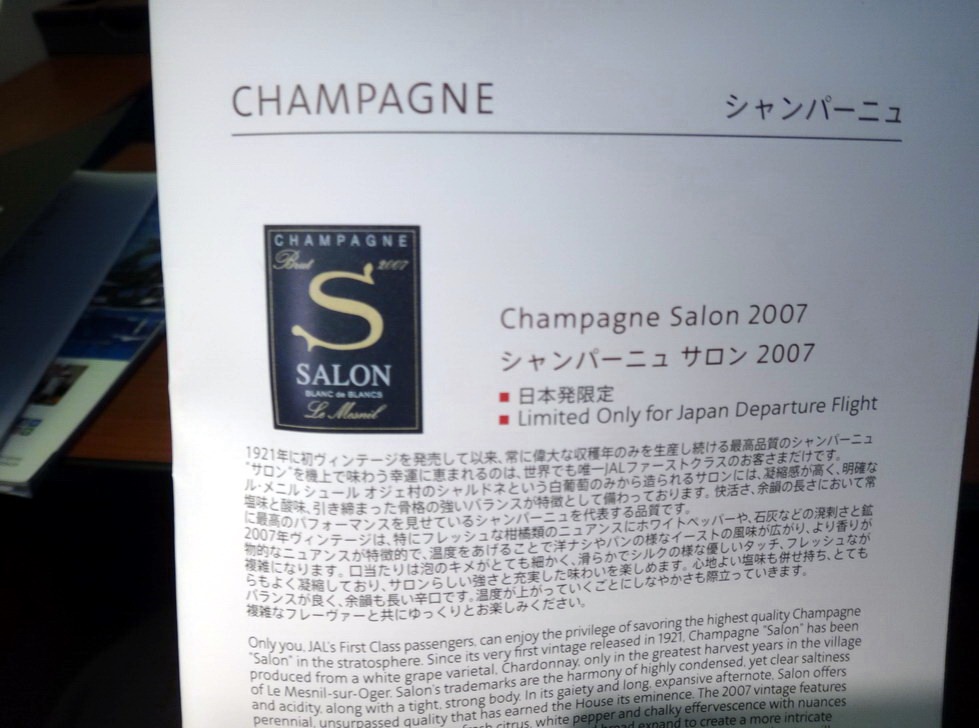 CHAMPAGNE
シャンパーニュ
CHAMPAGNE
Brut 2007
S
SALON
BLANC de BLANCS
Le Mesnil
Champagne Salon 2007
シャンパーニュ サロン 2007
日本発限定
Limited Only for Japan Departure Flight
1921年に初ヴィンテージを発売して以来、常に偉大な収穫年のみを生産し続ける最高品質のシャンパーニュ
"サロン"を機上で味わう幸運に恵まれるのは、世界でも唯一JALファーストクラスのお客さまだけです。
ル・メニル シュール オジェ村のシャルドネという白葡萄のみから造られるサロンには、凝縮感が高く、明確な
塩味と酸味、引き締まった骨格の強いバランスが特徴として備わっております。快活さ、余韻の長さにおいて常
に最高のパフォーマンスを見せているシャンパーニュを代表する品質です。
2007年ヴィンテージは、特にフレッシュな柑橘類のニュアンスにホワイトペッパーや、石灰などの溌剌さと鉱
物的なニュアンスが特徴的で、温度をあげることで洋ナシやパンの様なイーストの風味が広がり、より香りが
複雑になります。口当たりは泡のキメがとても細かく、滑らかでシルクの様な優しいタッチ、フレッシュなが
らもよく凝縮しており、サロンらしい強さと充実した味わいを楽しめます。心地よい塩味も併せ持ち、とても
バランスが良く、余韻も長い辛口です。温度が上がっていくごとにしなやかさも際立っていきます。
複雑なフレーヴァーと共にゆっくりとお楽しみください。
Only you, JAL's First Class passengers, can enjoy the privilege of savoring the highest quality Champagne
"Salon" in the stratosphere. Since its very first vintage released in 1921, Champagne "Salon" has been
produced from a white grape varietal, Chardonnay, only in the greatest harvest years in the village
of Le Mesnil-sur-Oger. Salon's trademarks are the harmony of highly condensed, yet clear saltiness
and acidity, along with a tight, strong body. In its gaiety and long, expansive afternote, Salon offers
perennial, unsurpassed quality that has earned the House its eminence. The 2007 vintage features
fresh citrus, white pepper and chalky effervescence with nuances
bread expand to create a more intricate